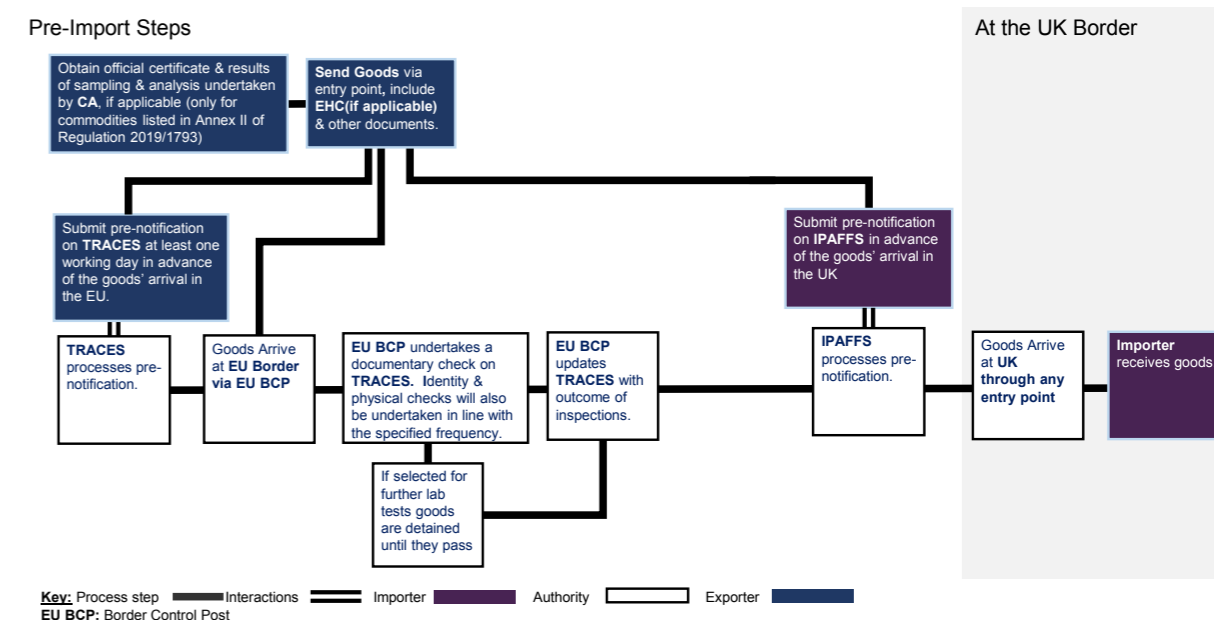 Pre-Import Steps
At the UK Border
Obtain official certificate & results
of sampling & analysis undertaken
by CA, if applicable (only for
commodities listed in Annex II of
Regulation 2019/1793)
Send Goods via
entry point, include
EHC(if applicable)
& other documents.
Submit pre-notification
on TRACES at least one
working day in advance
of the goods’ arrival in
the EU.
Submit pre-notification
on IPAFFS in advance
of the goods’ arrival in
the UK
TRACES
processes pre-
notification.
Goods Arrive
at EU Border
via EU BCP
EU BCP undertakes a
documentary check on
TRACES. Identity &
physical checks will also
be undertaken in line with
the specified frequency.
EU BCP
updates
TRACES with
outcome of
inspections.
IPAFFS
processes pre-
notification.
Goods Arrive
at UK
through any
entry point
Importer
receives goods
If selected for
further lab
tests goods
are detained
until they pass
Key: Process step Interactions Importer Authority Exporter
EU BCP: Border Control Post